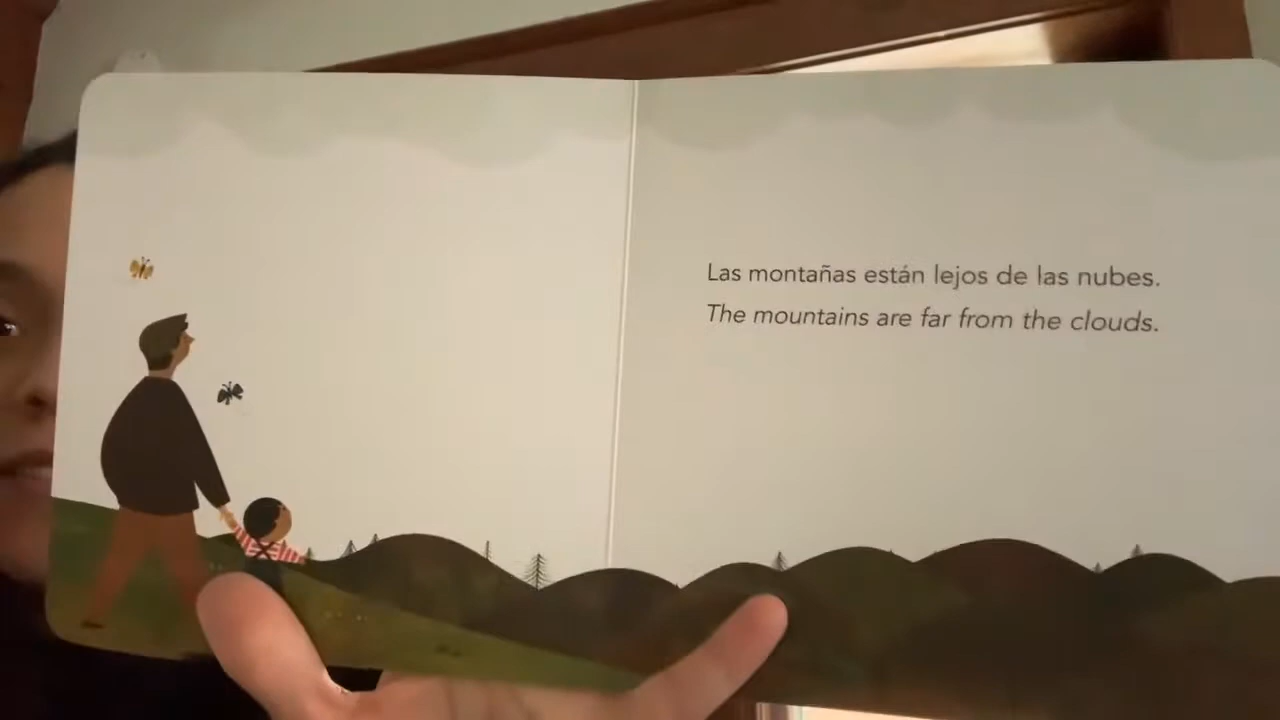 Las montañas están lejos de las nubes.
The mountains are far from the clouds.